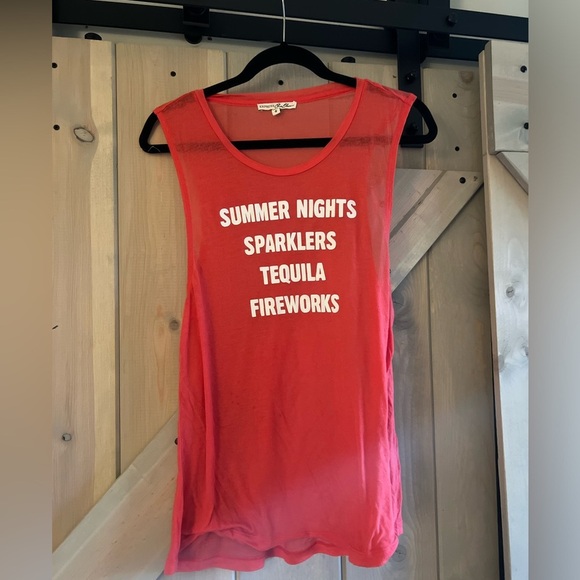 SUMMER NIGHTS
SPARKLERS
TEQUILA
FIREWORKS